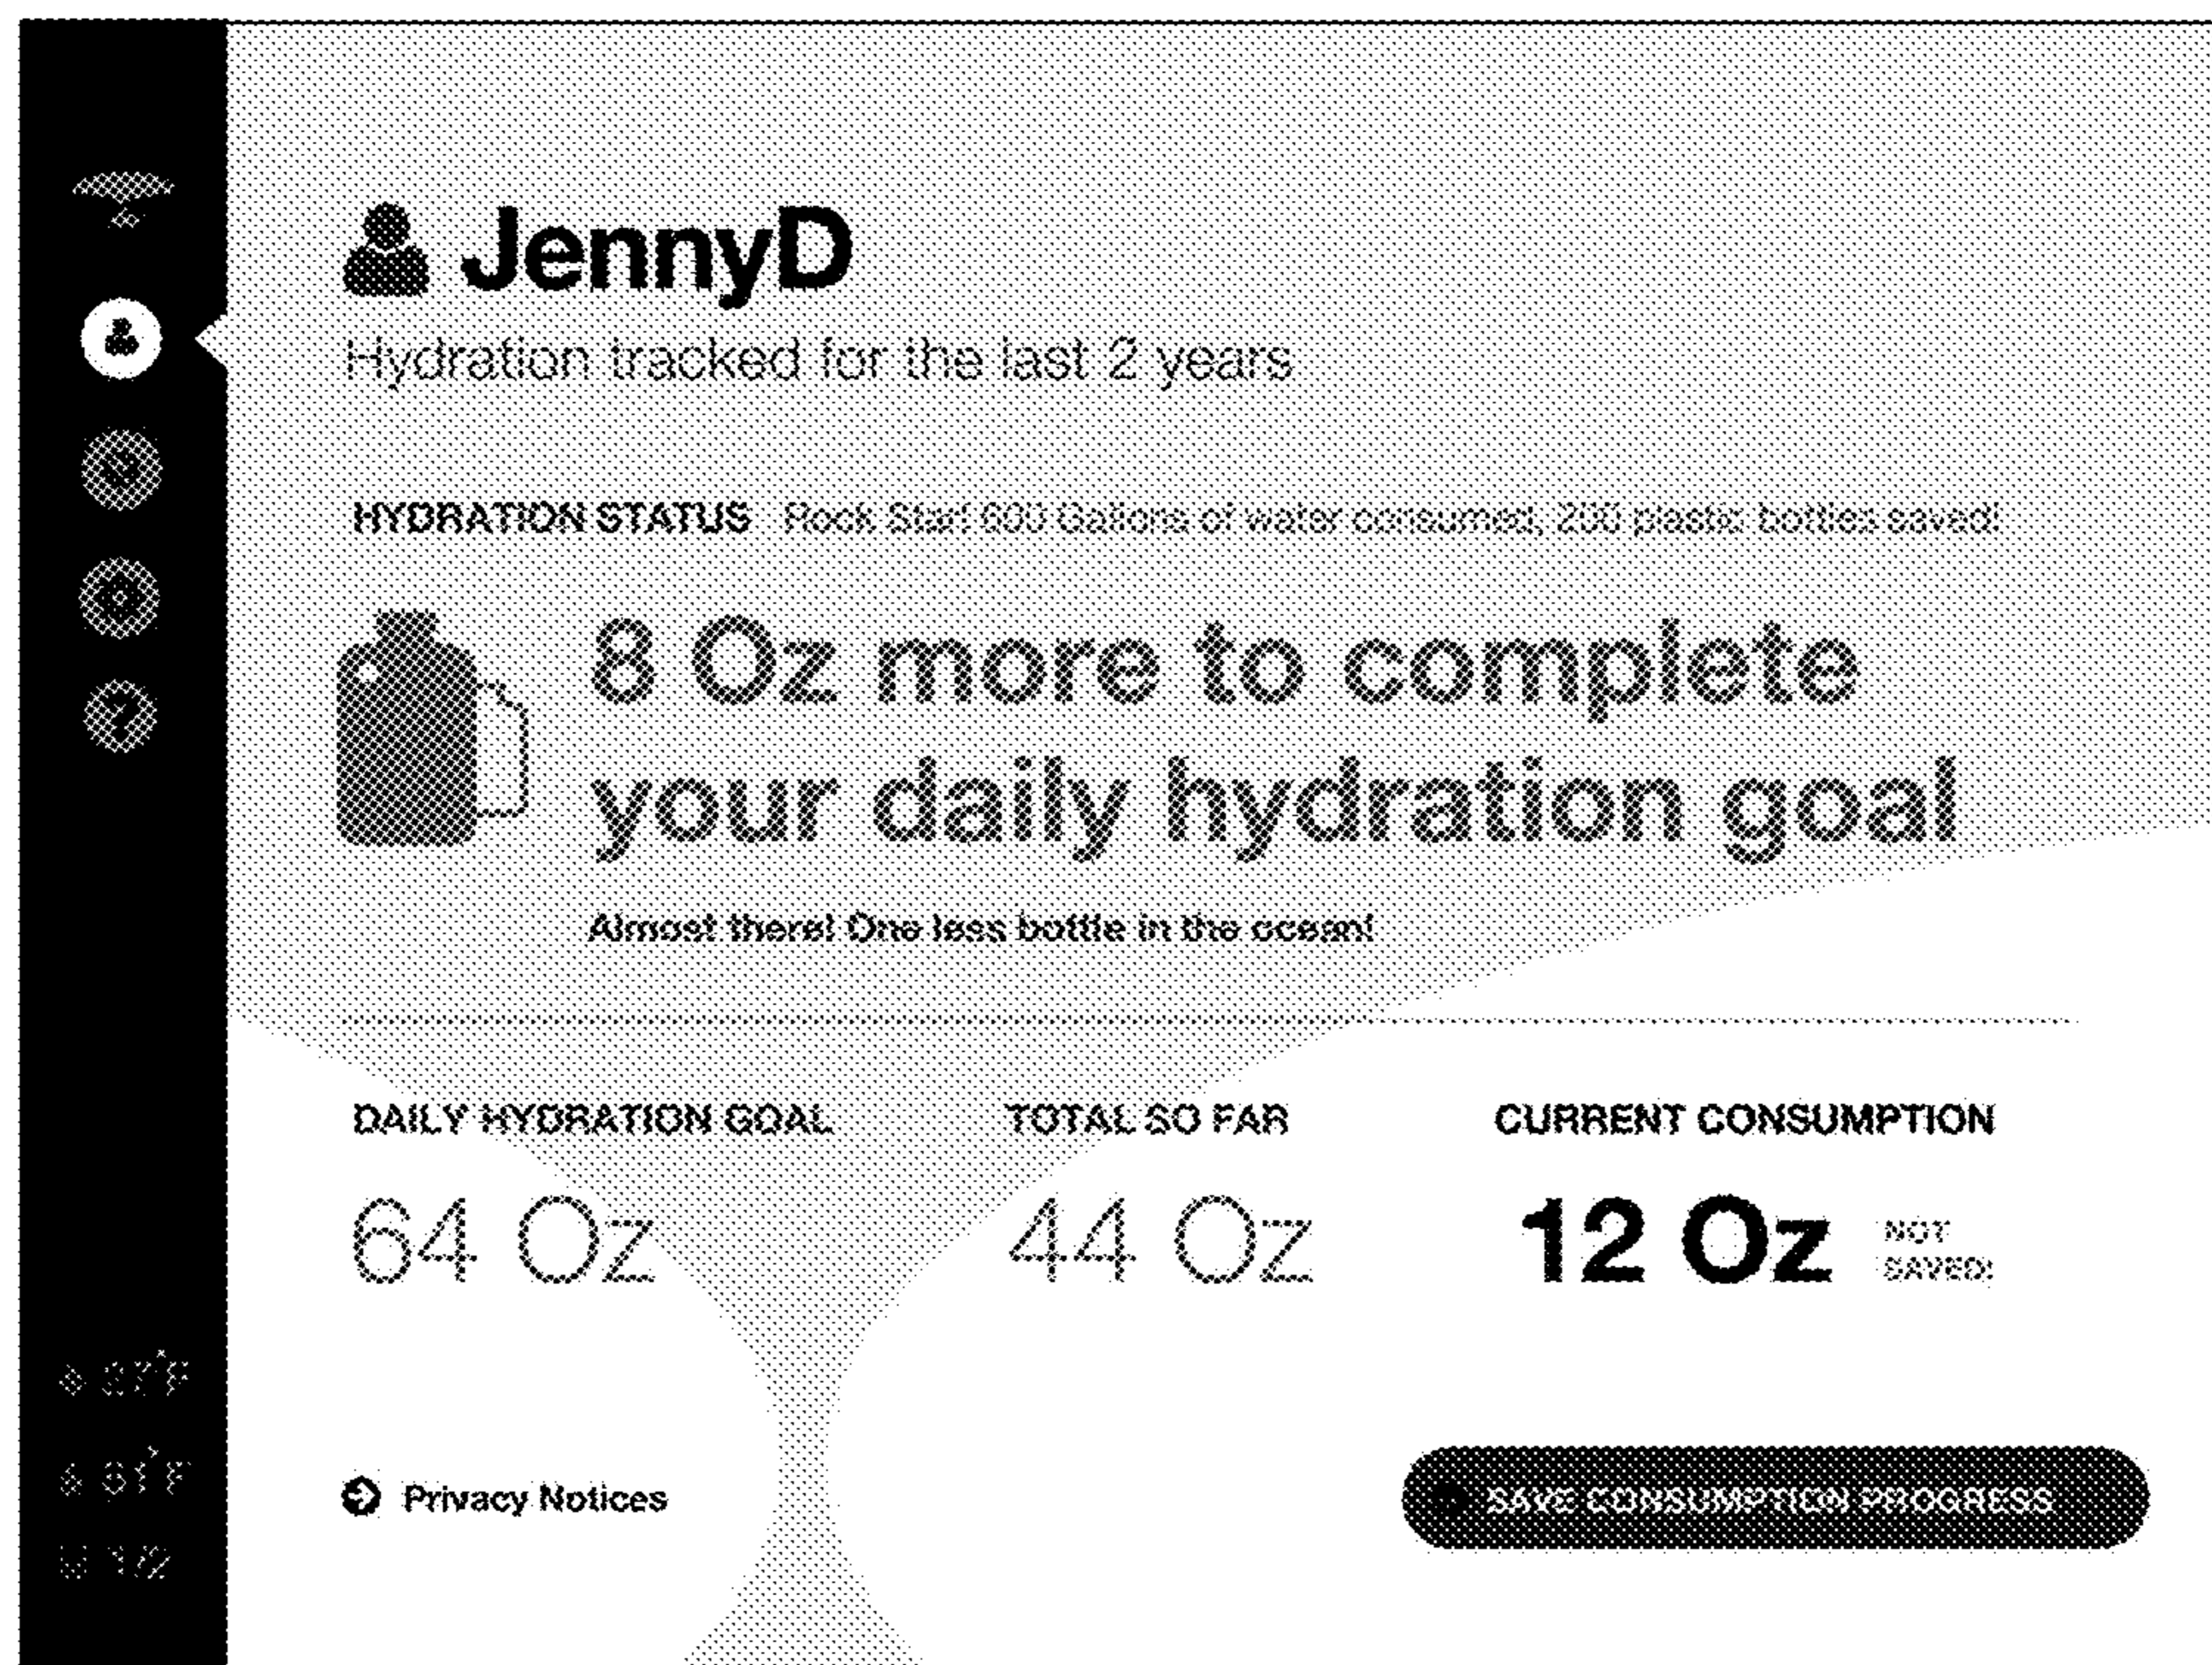 JennyD
Hydration tracked for the last 2 years
HYDRATION STATUS Rock Star! 600 Gallons of water consumed, 200 plastic bottles saved!
8 Oz more to complete
your daily hydration goal
Almost there! One less bottle in the ocean!
DAILY HYDRATION GOAL TOTAL SO FAR CURRENT CONSUMPTION
64 Oz 44 Oz 12 Oz NOT
SAVED!
Privacy Notices SAVE CONSUMPTION PROGRESS
?